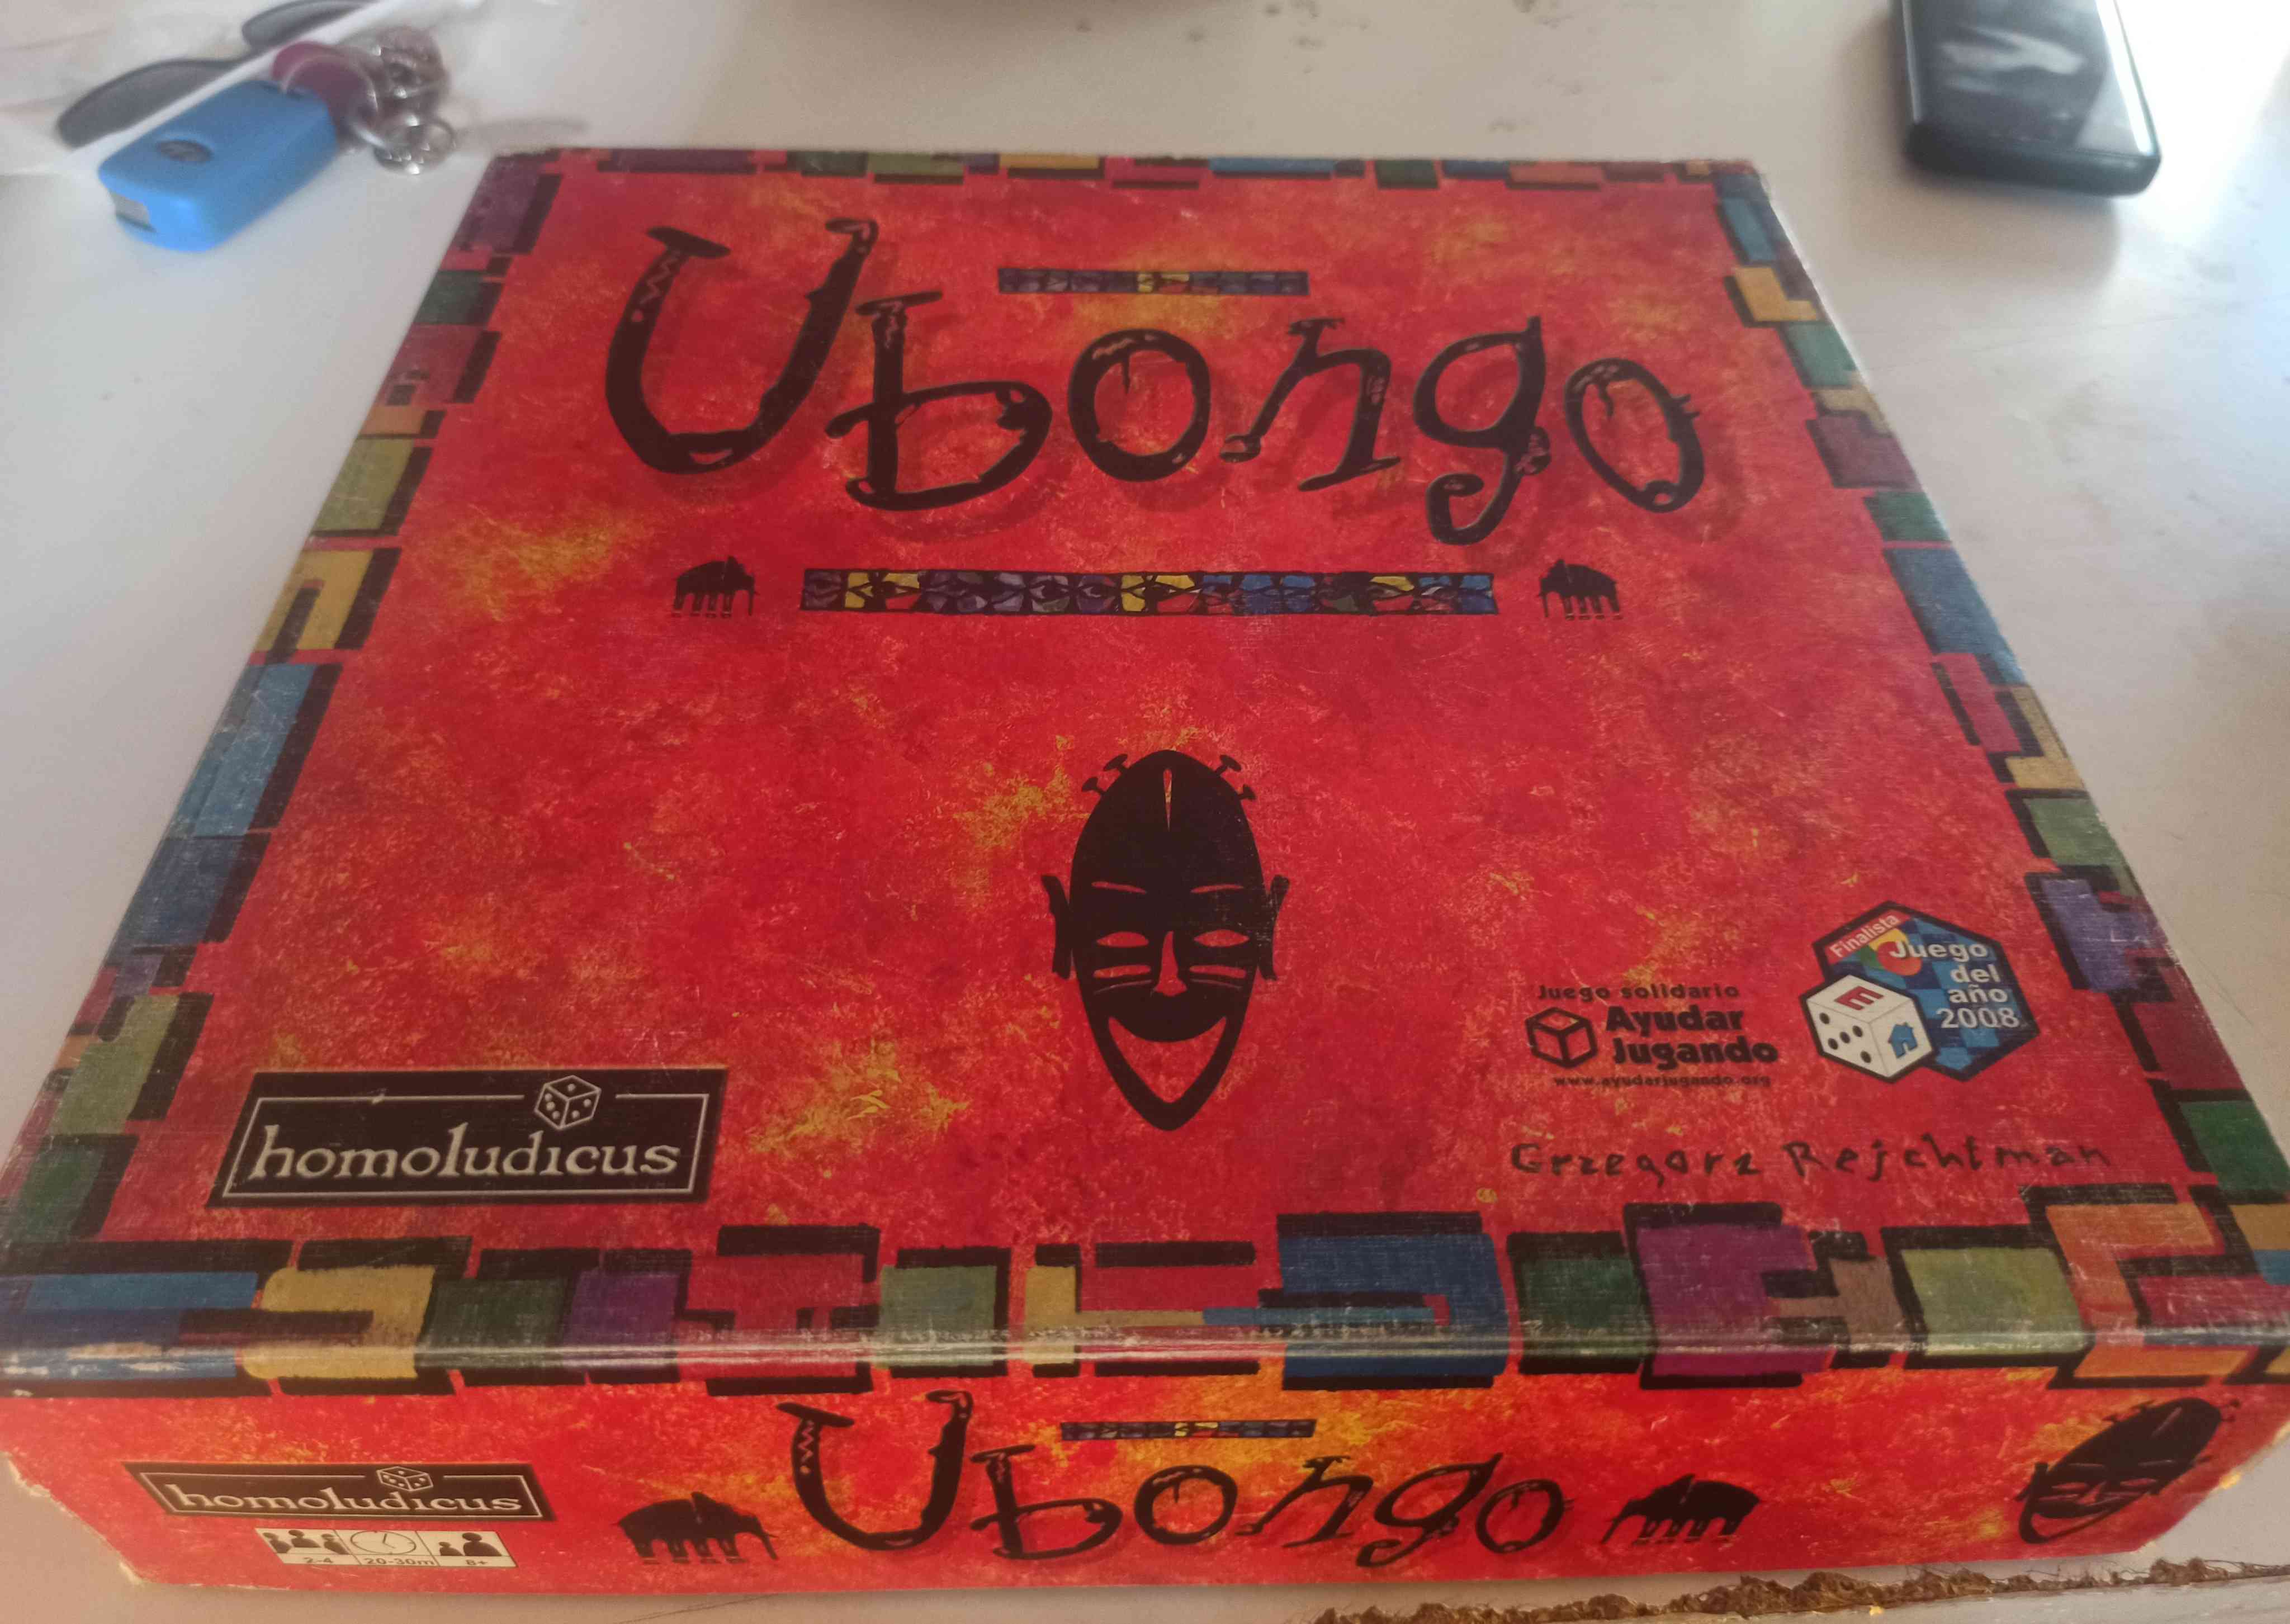 Ubongo
Finalista
Juego
del
año
2008
E
Juego solidario
Ayudar
Jugando
www.ayudarjugando.org
homoludicus
Grzegorz Rejchtman
Ubongo
homoludicus
2-4 20-30m 8+